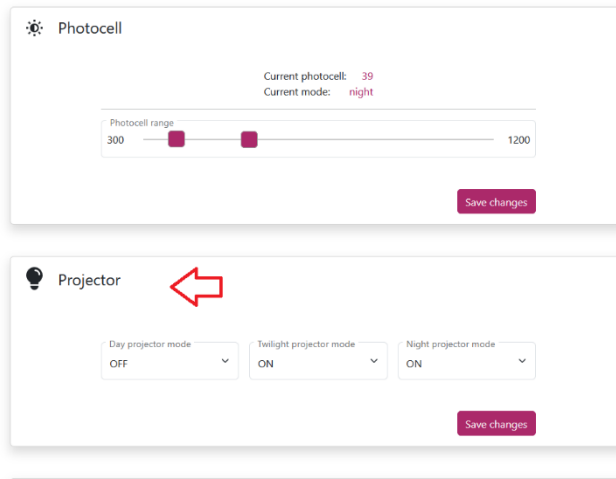 Photocell
Current photocell: 39
Current mode: night
Photocell range
300 1200
Save changes
Projector
Day projector mode Twilight projector mode Night projector mode
OFF ON ON
Save changes